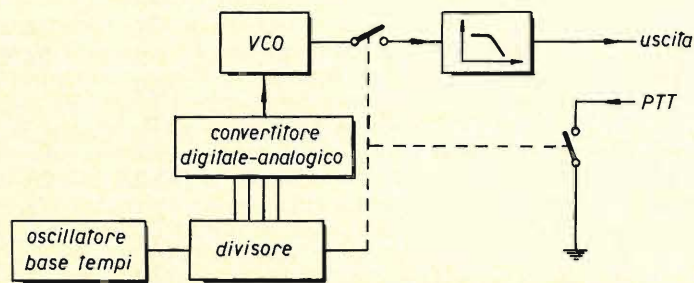 VCO
uscita
PTT
convertitore
digitale-analogico
oscillatore
base tempi
divisore